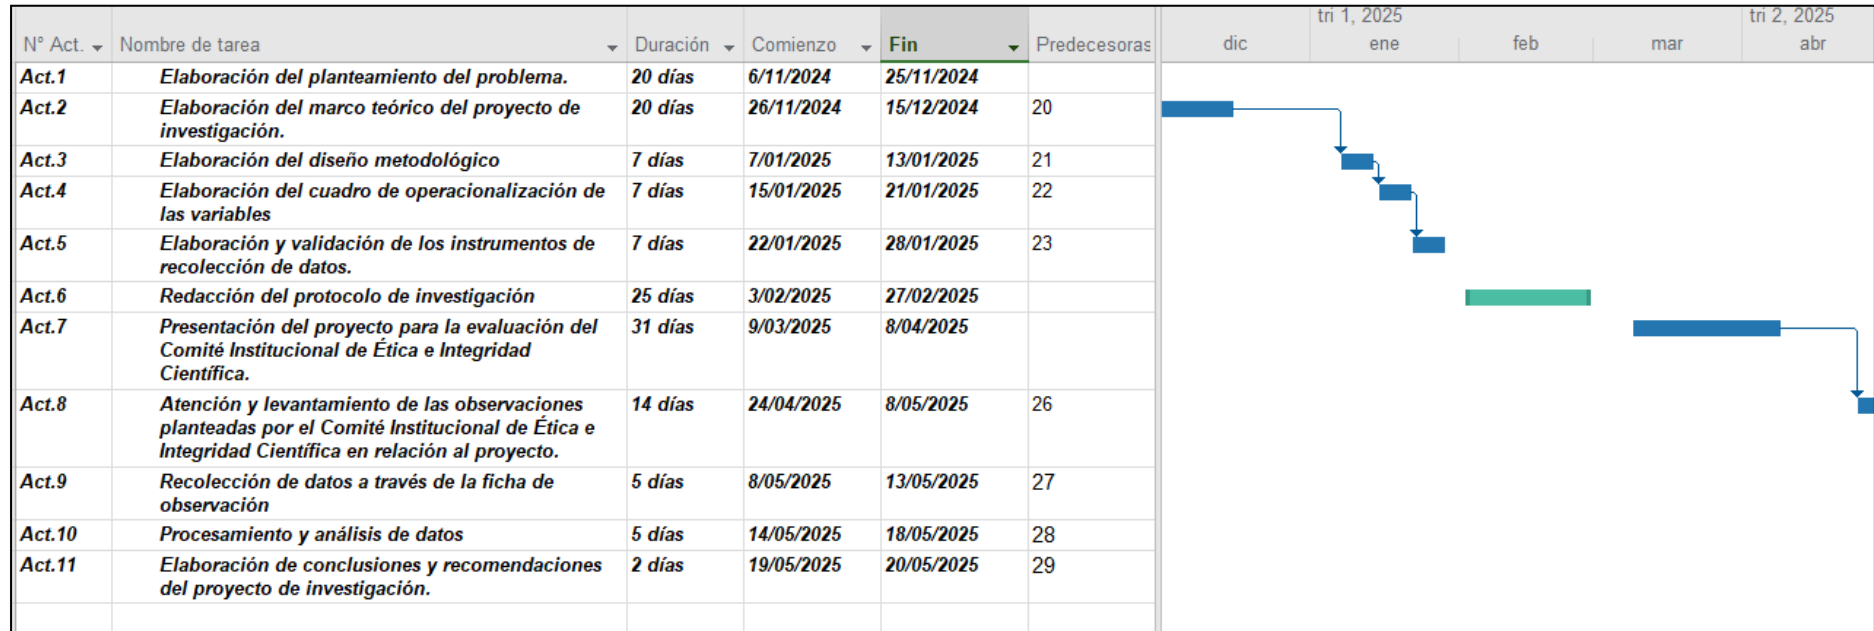 tri 1, 2025 tri 2, 2025
N° Act. Nombre de tarea Duración Comienzo Fin Predecesoras dic ene feb mar abr
Act.1 Elaboración del planteamiento del problema. 20 días 6/11/2024 25/11/2024
Act.2 Elaboración del marco teórico del proyecto de 20 días 26/11/2024 15/12/2024 20
investigación.
Act.3 Elaboración del diseño metodológico 7 días 7/01/2025 13/01/2025 21
Act.4 Elaboración del cuadro de operacionalización de 7 días 15/01/2025 21/01/2025 22
las variables
Act.5 Elaboración y validación de los instrumentos de 7 días 22/01/2025 28/01/2025 23
recolección de datos.
Act.6 Redacción del protocolo de investigación 25 días 3/02/2025 27/02/2025
Act.7 Presentación del proyecto para la evaluación del 31 días 9/03/2025 8/04/2025
Comité Institucional de Ética e Integridad
Científica.
Act.8 Atención y levantamiento de las observaciones 14 días 24/04/2025 8/05/2025 26
planteadas por el Comité Institucional de Ética e
Integridad Científica en relación al proyecto.
Act.9 Recolección de datos a través de la ficha de 5 días 8/05/2025 13/05/2025 27
observación
Act.10 Procesamiento y análisis de datos 5 días 14/05/2025 18/05/2025 28
Act.11 Elaboración de conclusiones y recomendaciones 2 días 19/05/2025 20/05/2025 29
del proyecto de investigación.